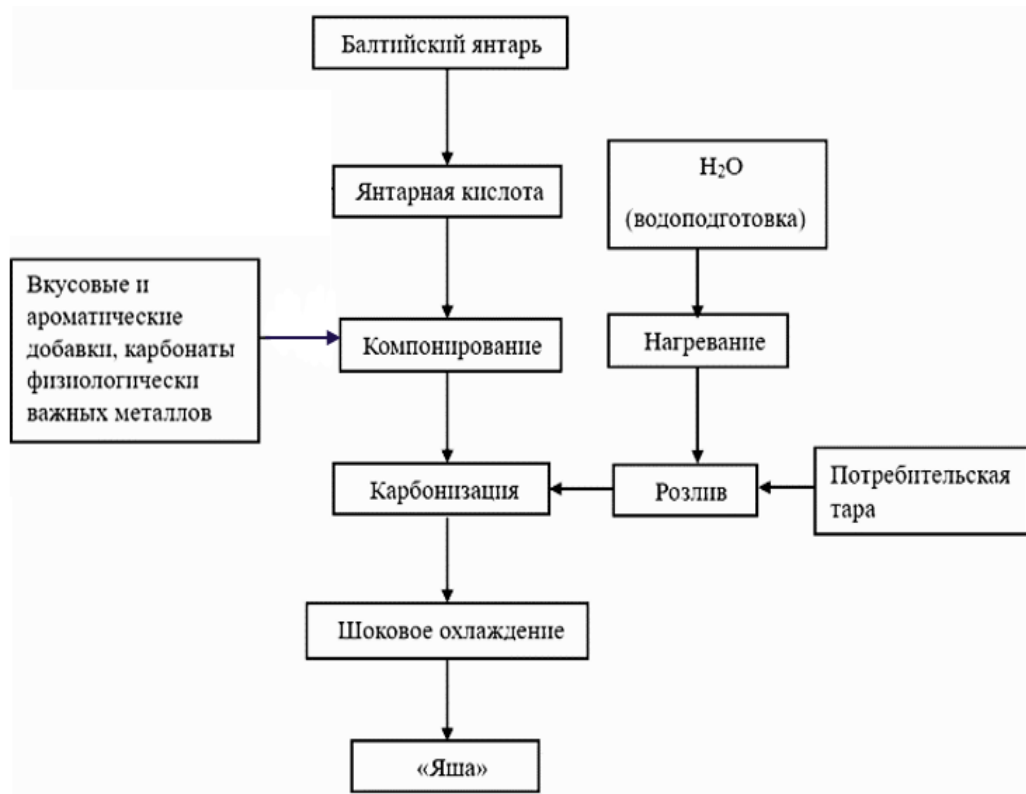 Балтийский янтарь
Янтарная кислота
H₂O
(водоподготовка)
Вкусовые и
ароматические
добавки, карбонаты
физиологически
важных металлов
Компонирование
Нагревание
Карбонизация
Розлив
Потребительская
тара
Шоковое охлаждение
«Яша»